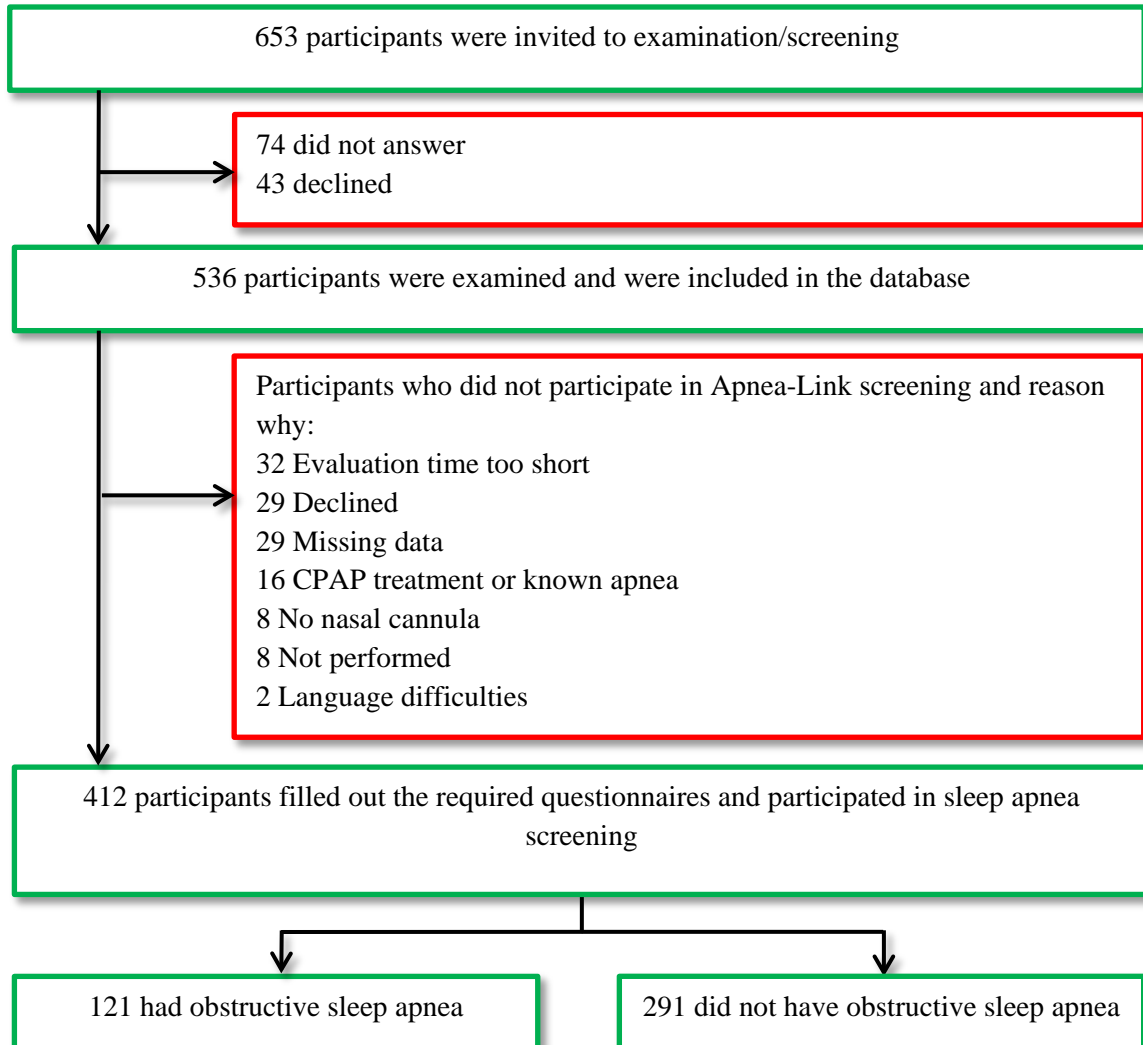 653 participants were invited to examination/screening
74 did not answer
43 declined
536 participants were examined and were included in the database
Participants who did not participate in Apnea-Link screening and reason
why:
32 Evaluation time too short
29 Declined
29 Missing data
16 CPAP treatment or known apnea
8 No nasal cannula
8 Not performed
2 Language difficulties
412 participants filled out the required questionnaires and participated in sleep apnea
screening
121 had obstructive sleep apnea
291 did not have obstructive sleep apnea